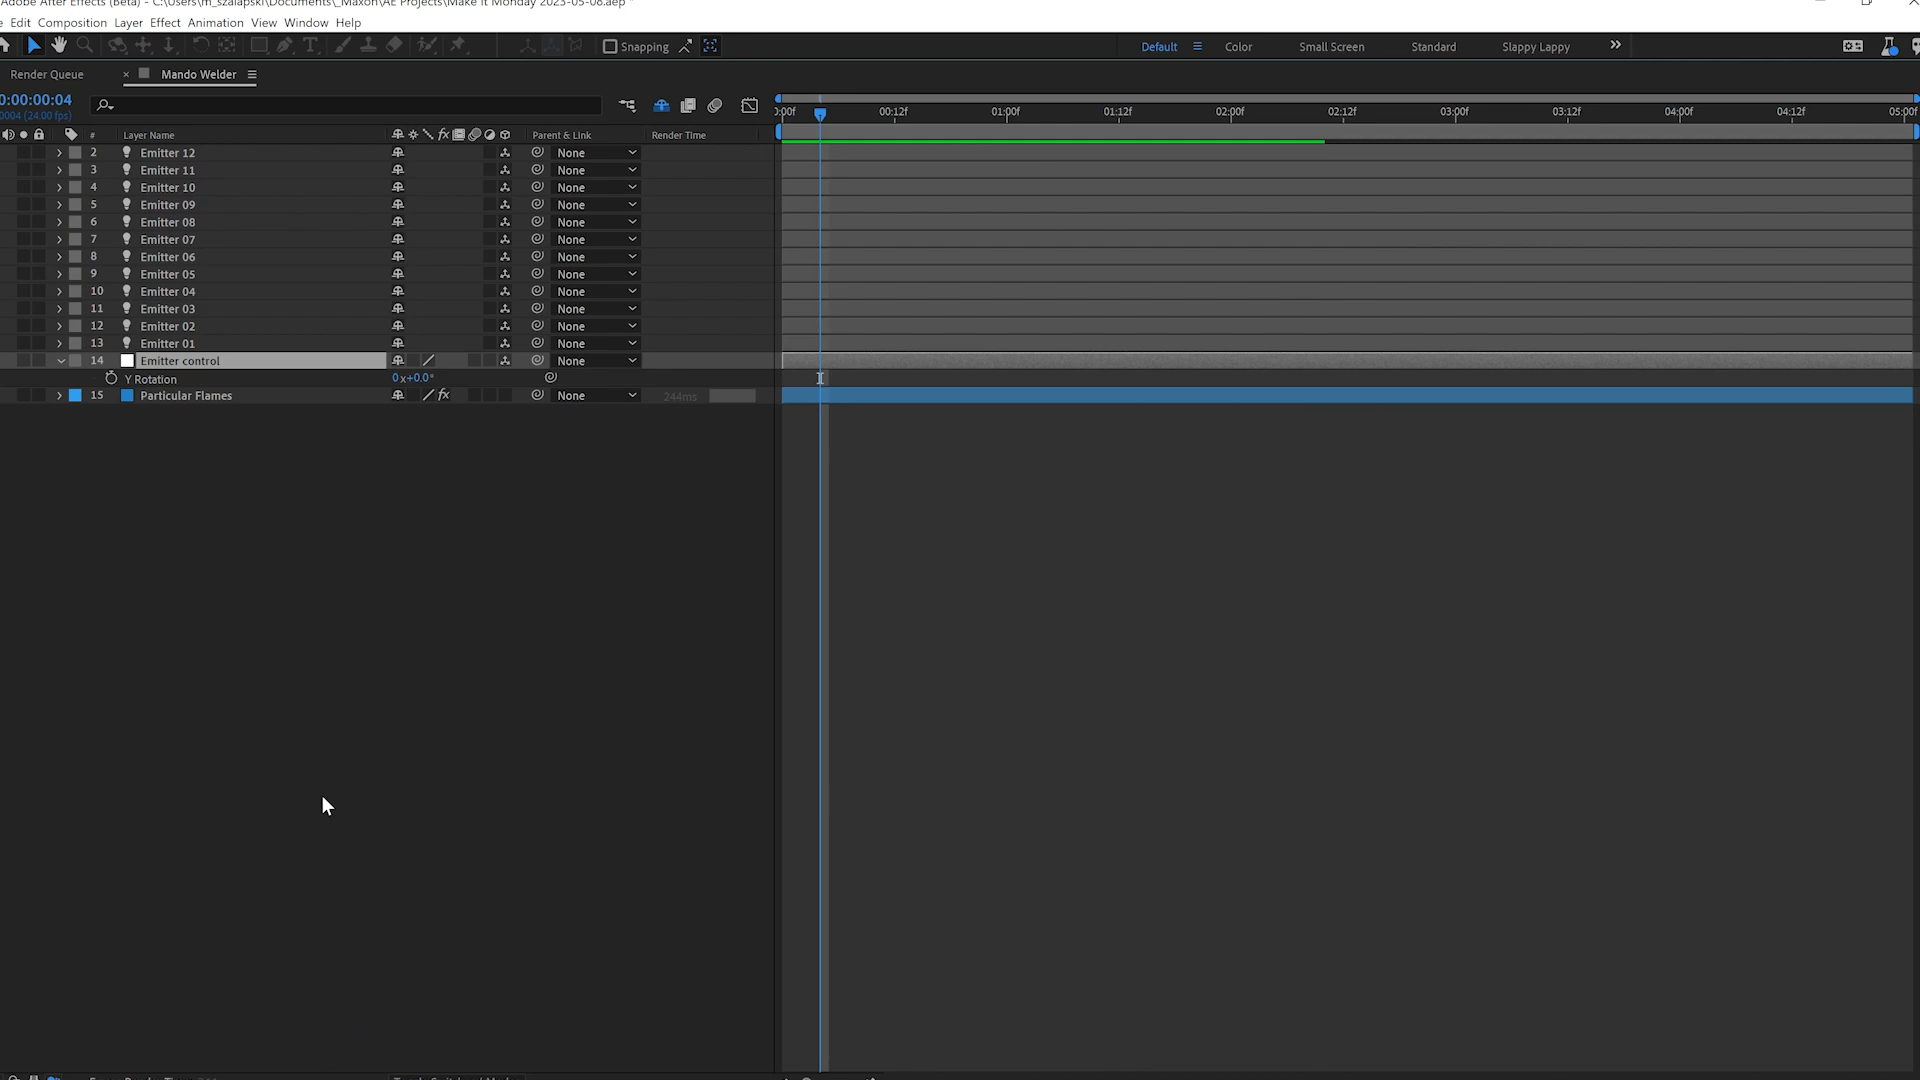 Adobe After Effects (Beta) - C:\Users\m_szalapski\Documents\_Maxon\AE Projects\Make It Monday 2023-05-08.aep *
Edit Composition Layer Effect Animation View Window Help
Snapping Default Color Small Screen Standard Slappy Lappy
Render Queue × Mando Welder
0:00:00:04
0004 (24.00 fps)
:00f 00:12f 01:00f 01:12f 02:00f 02:12f 03:00f 03:12f 04:00f 04:12f 05:00f
# Layer Name fx Parent & Link Render Time
2 Emitter 12 None
3 Emitter 11 None
4 Emitter 10 None
5 Emitter 09 None
6 Emitter 08 None
7 Emitter 07 None
8 Emitter 06 None
9 Emitter 05 None
10 Emitter 04 None
11 Emitter 03 None
12 Emitter 02 None
13 Emitter 01 None
14 Emitter control None
Y Rotation 0x+0.0°
15 Particular Flames fx None 244ms